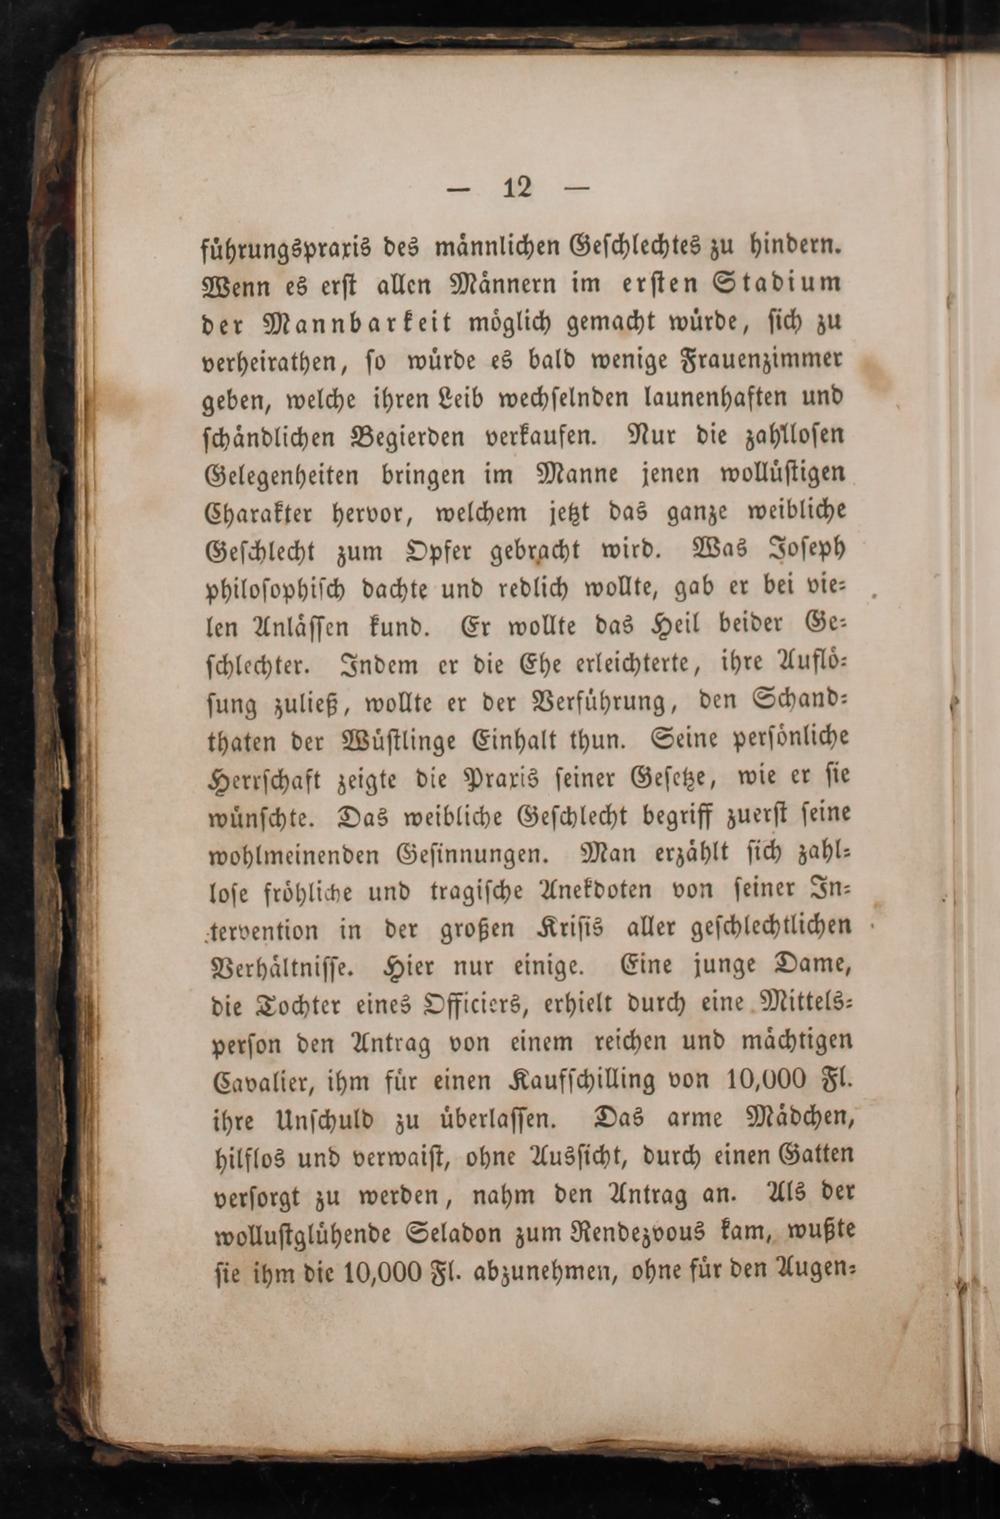 — 12 —
führungspraxis des männlichen Geschlechtes zu hindern.
Wenn es erst allen Männern im ersten Stadium
der Mannbarkeit möglich gemacht würde, sich zu
verheirathen, so würde es bald wenige Frauenzimmer
geben, welche ihren Leib wechselnden launenhaften und
schändlichen Begierden verkaufen. Nur die zahllosen
Gelegenheiten bringen im Manne jenen wollüstigen
Charakter hervor, welchem jetzt das ganze weibliche
Geschlecht zum Opfer gebracht wird. Was Joseph
philosophisch dachte und redlich wollte, gab er bei vie-
len Anlässen kund. Er wollte das Heil beider Ge-
schlechter. Indem er die Ehe erleichterte, ihre Auflö-
sung zuließ, wollte er der Verführung, den Schand-
thaten der Wüstlinge Einhalt thun. Seine persönliche
Herrschaft zeigte die Praxis seiner Gesetze, wie er sie
wünschte. Das weibliche Geschlecht begriff zuerst seine
wohlmeinenden Gesinnungen. Man erzählt sich zahl-
lose fröhliche und tragische Anekdoten von seiner In-
tervention in der großen Krisis aller geschlechtlichen
Verhältnisse. Hier nur einige. Eine junge Dame,
die Tochter eines Officiers, erhielt durch eine Mittels-
person den Antrag von einem reichen und mächtigen
Cavalier, ihm für einen Kaufschilling von 10,000 Fl.
ihre Unschuld zu überlassen. Das arme Mädchen,
hilflos und verwaist, ohne Aussicht, durch einen Gatten
versorgt zu werden, nahm den Antrag an. Als der
wollustglühende Seladon zum Rendezvous kam, wußte
sie ihm die 10,000 Fl. abzunehmen, ohne für den Augen-